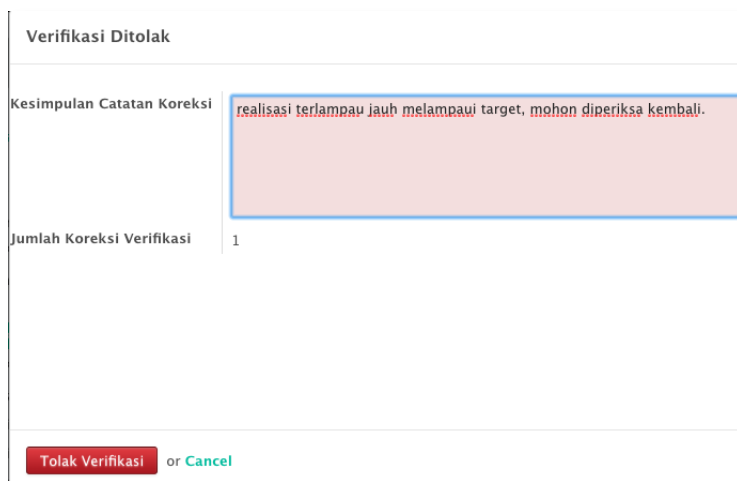 Verifikasi Ditolak
Kesimpulan Catatan Koreksi
realisasi terlampau jauh melampaui target, mohon diperiksa kembali.
Jumlah Koreksi Verifikasi 1
Tolak Verifikasi or Cancel